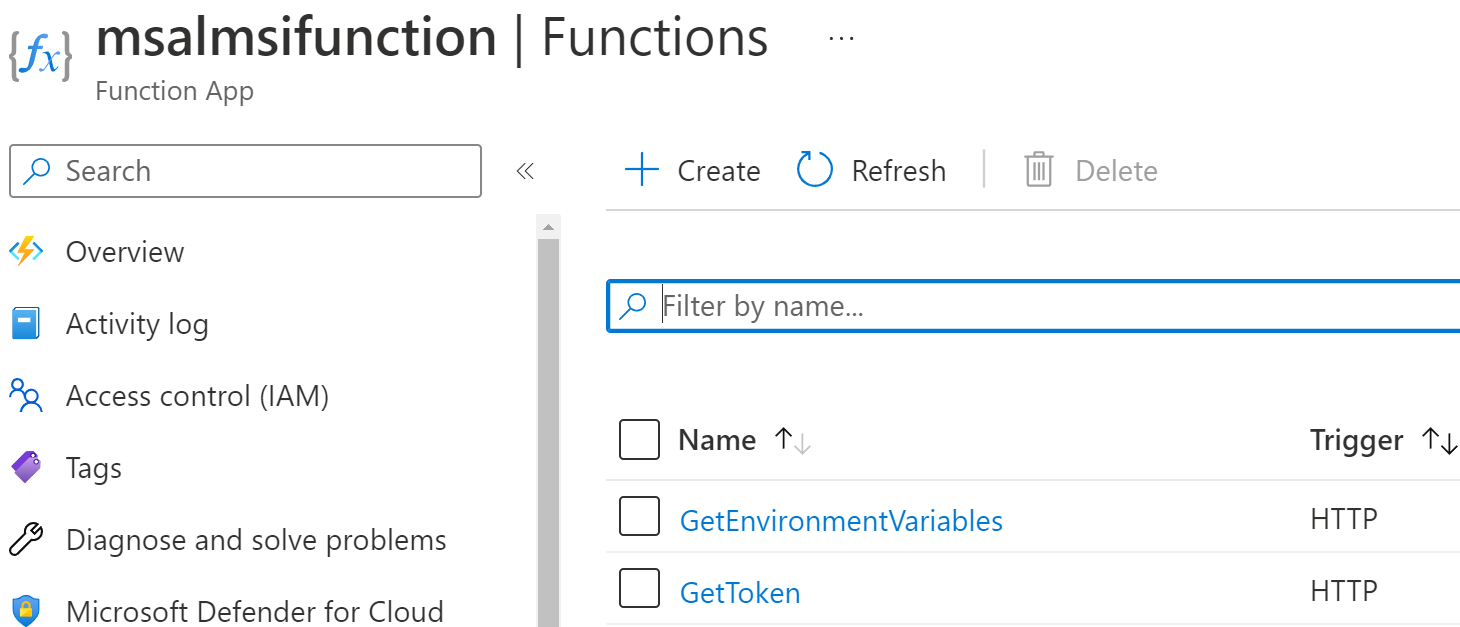 {fx}
msalmsifunction | Functions ...
Function App
Search
«
Create
Refresh
Delete
Overview
Activity log
Access control (IAM)
Tags
Diagnose and solve problems
Microsoft Defender for Cloud
Filter by name...
Name ↑↓ Trigger ↑↓
GetEnvironmentVariables HTTP
GetToken HTTP